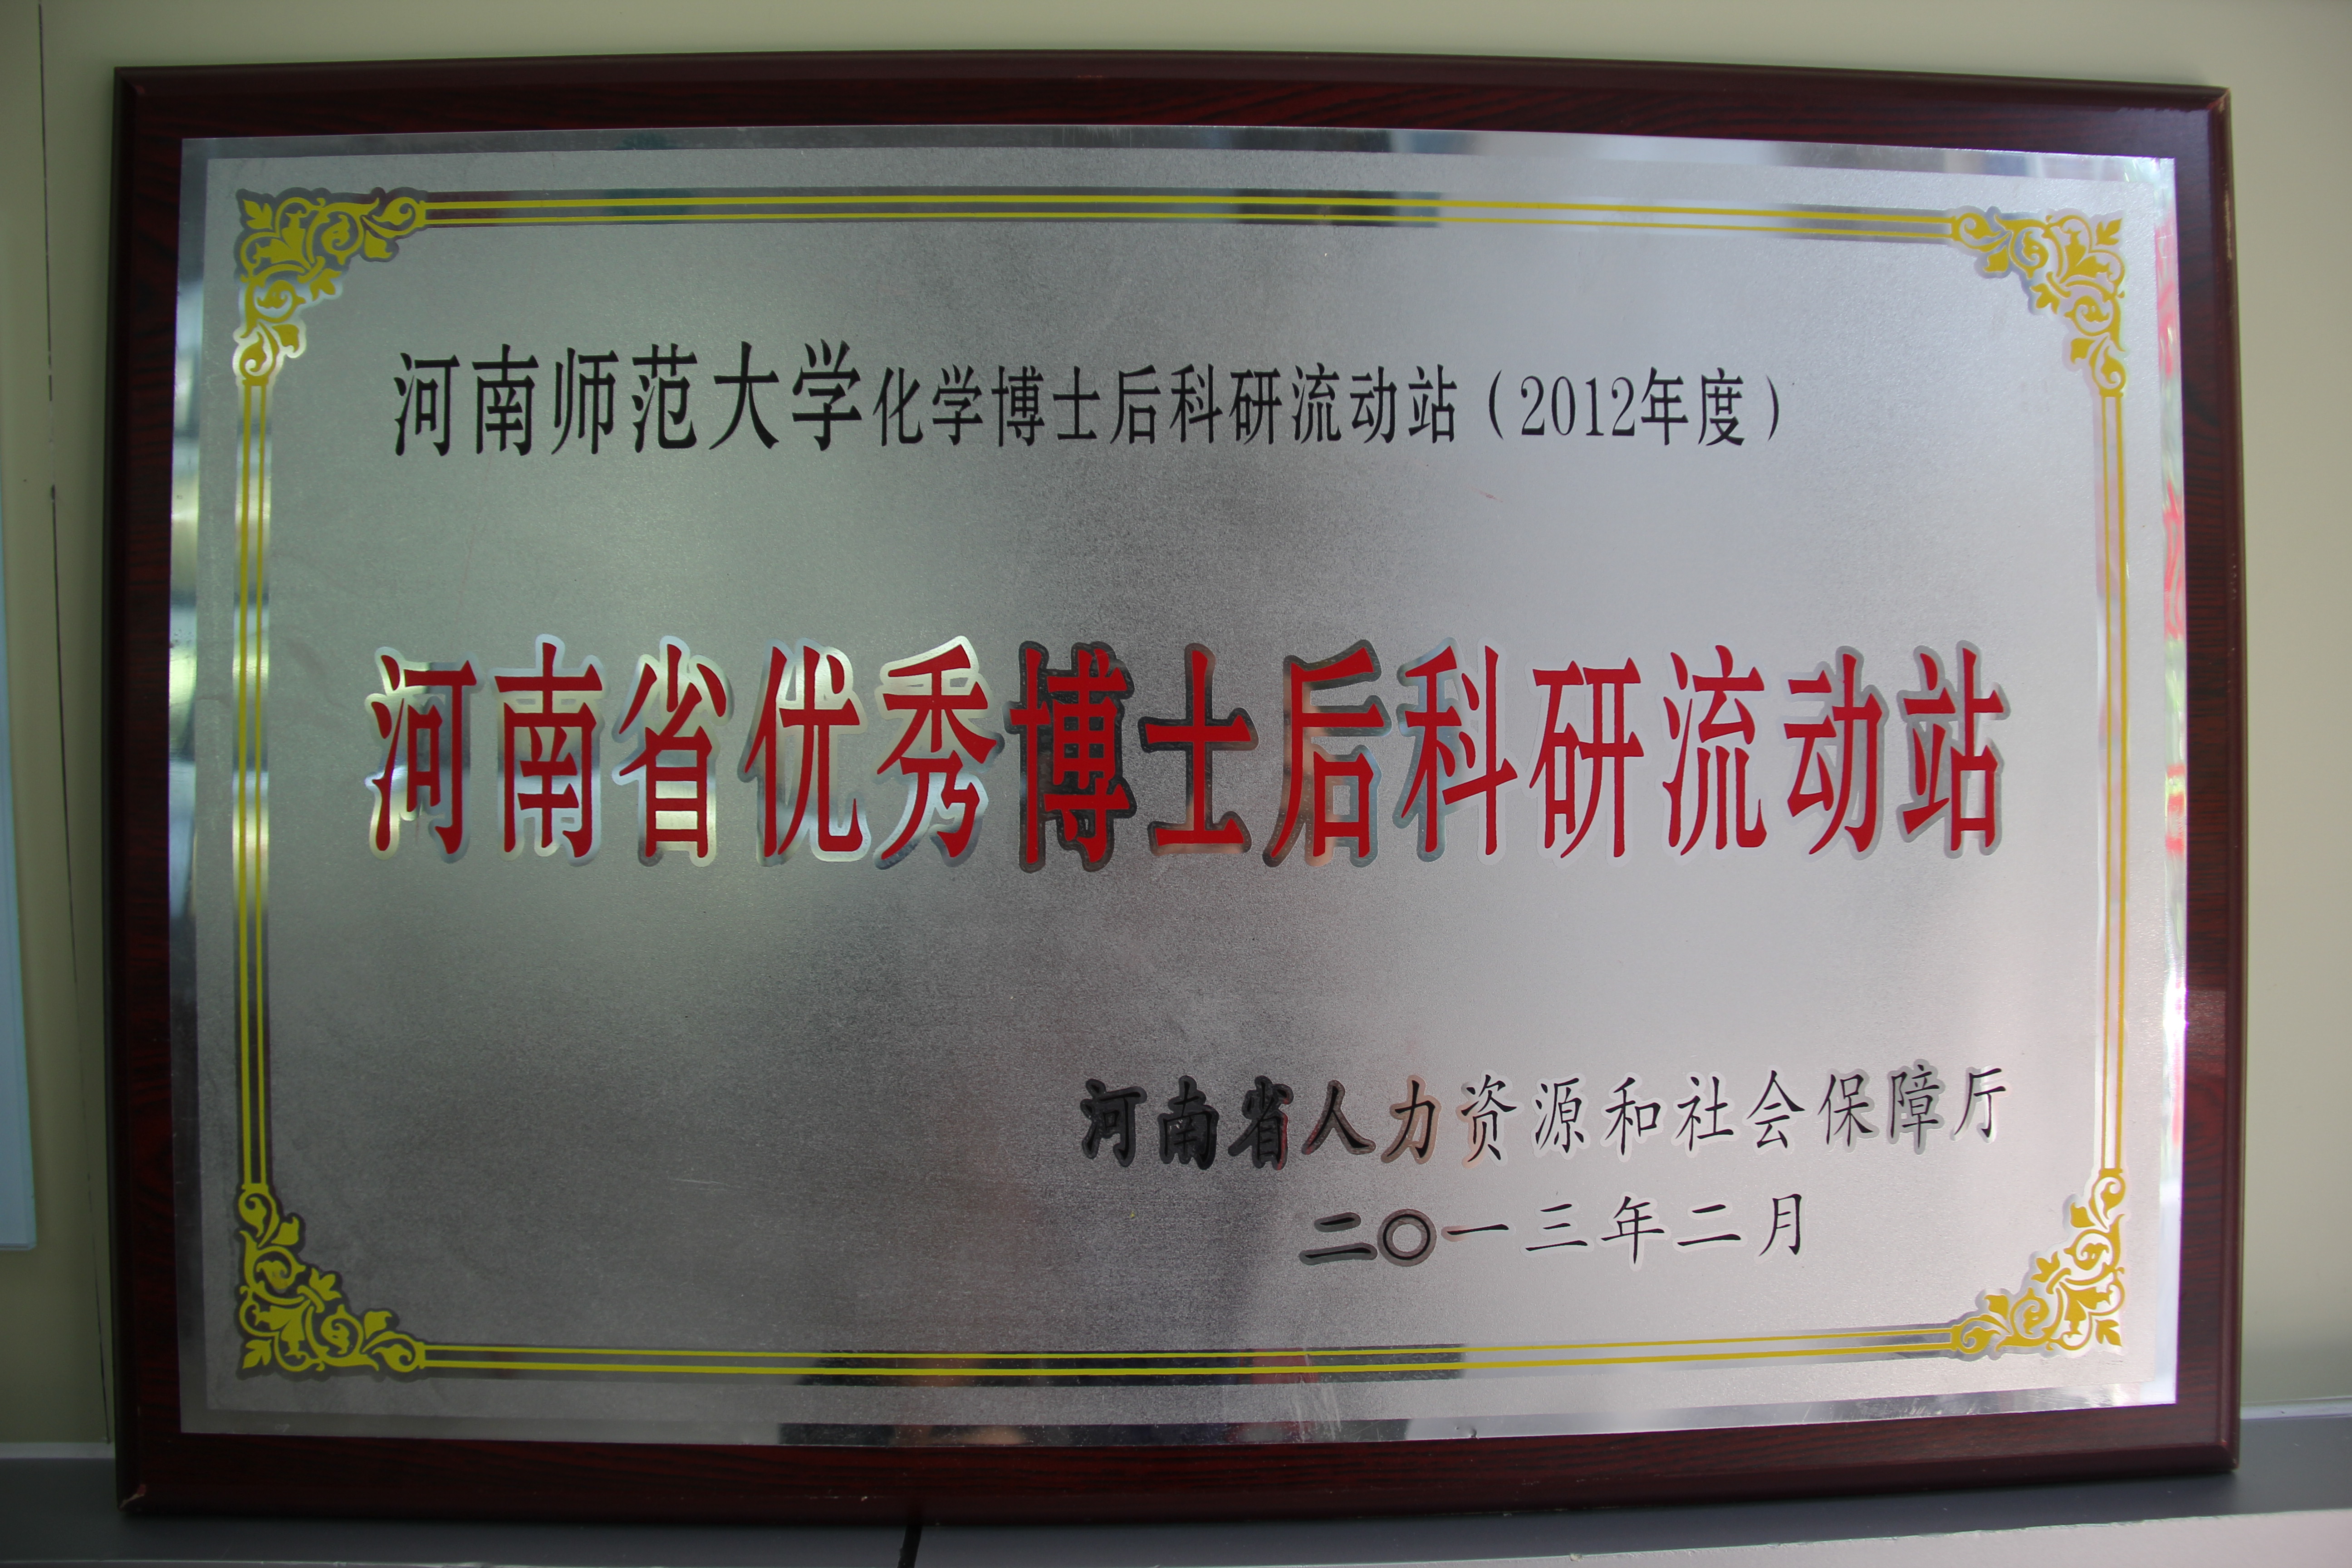 河南师范大学化学博士后科研流动站（2012年度）
河南省优秀博士后科研流动站
河南省人力资源和社会保障厅
二〇一三年二月